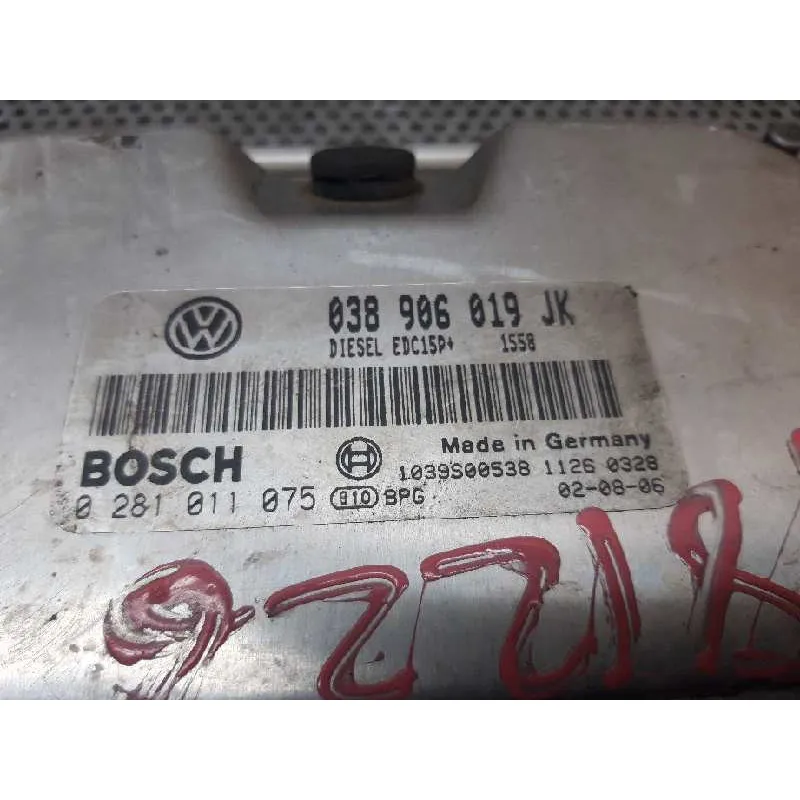 038 906 019 JK
DIESEL EDC15P+ 1558
BOSCH
Made in Germany
1039S00538 1126 0328
0 281 011 075 e10 BPG
02-08-06